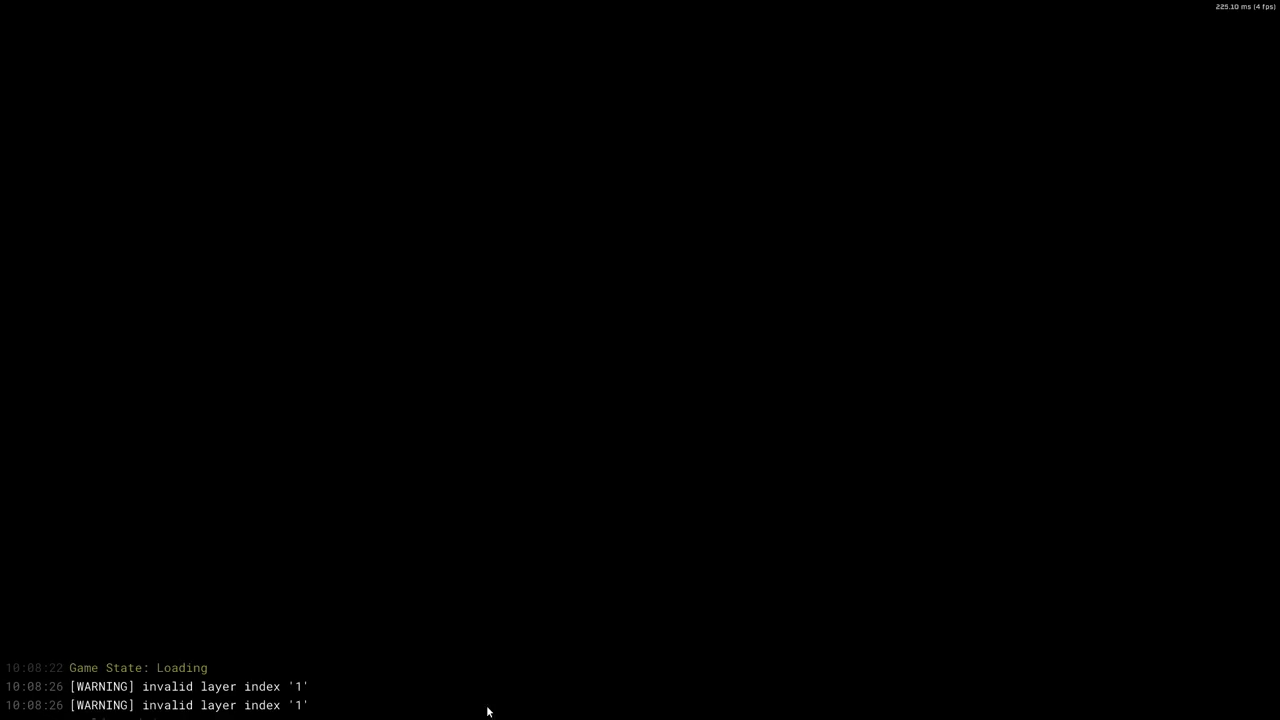 225.10 ms (4 fps)
10:08:22 Game State: Loading
10:08:26 [WARNING] invalid layer index '1'
10:08:26 [WARNING] invalid layer index '1'